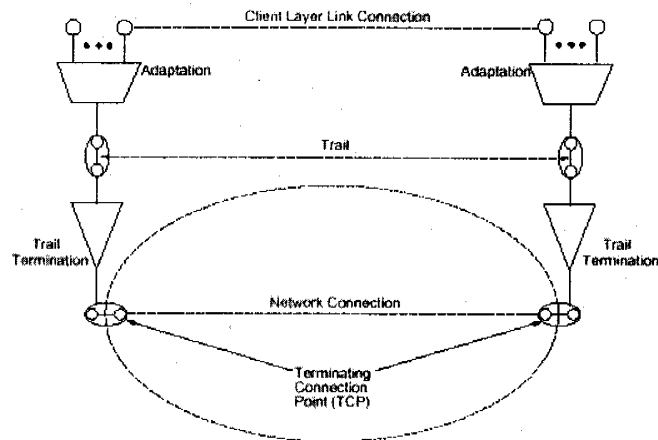 Client Layer Link Connection
Adaptation
Adaptation
Trail
Trail
Termination
Trail
Termination
Network Connection
Terminating
Connection
Point (TCP)